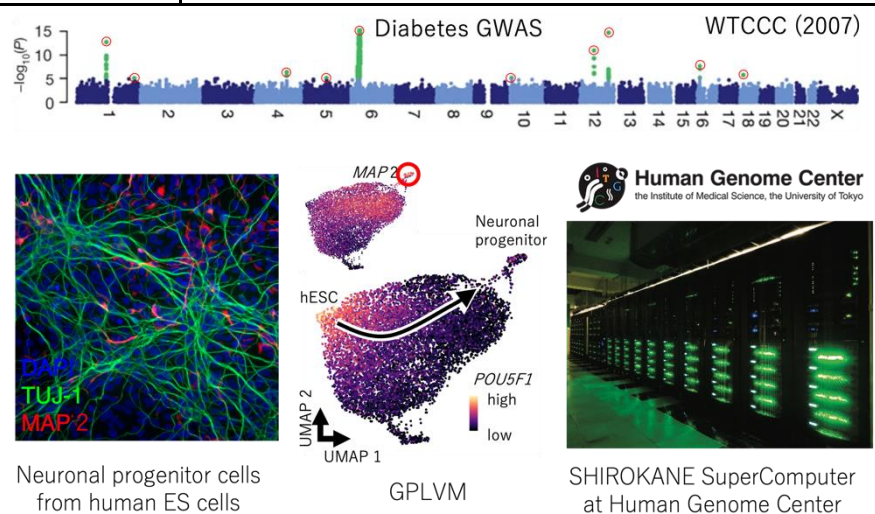 Diabetes GWAS
WTCCC (2007)
-log10(P)
15
10
5
0
1
2
3
4
5
6
7
8
9
10
11
12
13
14
15
16
17
18
19
20
21
22
X
MAP2
Neuronal
progenitor
hESC
POU5F1
high
low
UMAP 2
UMAP 1
DAPI
TUJ-1
MAP 2
Human Genome Center
the Institute of Medical Science, the University of Tokyo
Neuronal progenitor cells
from human ES cells
GPLVM
SHIROKANE SuperComputer
at Human Genome Center